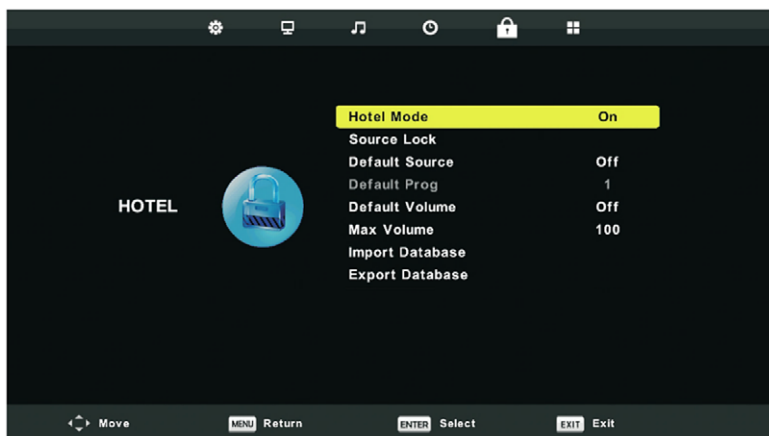 Hotel Mode On
Source Lock
Default Source Off
Default Prog 1
HOTEL
Default Volume Off
Max Volume 100
Import Database
Export Database
Move MENU Return ENTER Select EXIT Exit